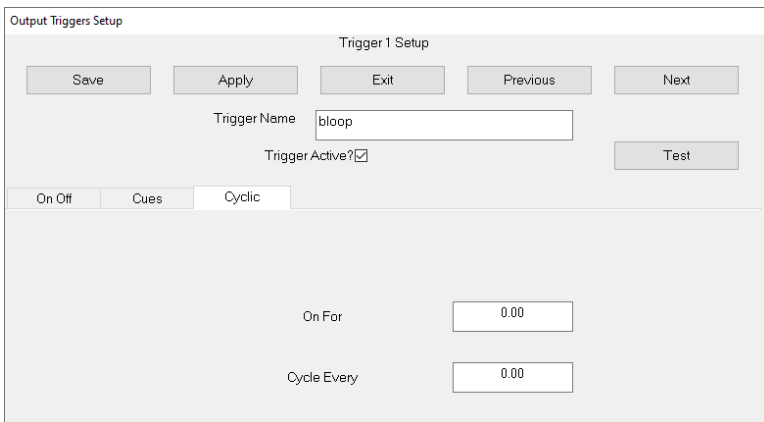 Output Triggers Setup
Trigger 1 Setup
Save Apply Exit Previous Next
Trigger Name bloop
Trigger Active?
Test
On Off Cues Cyclic
On For 0.00
Cycle Every 0.00